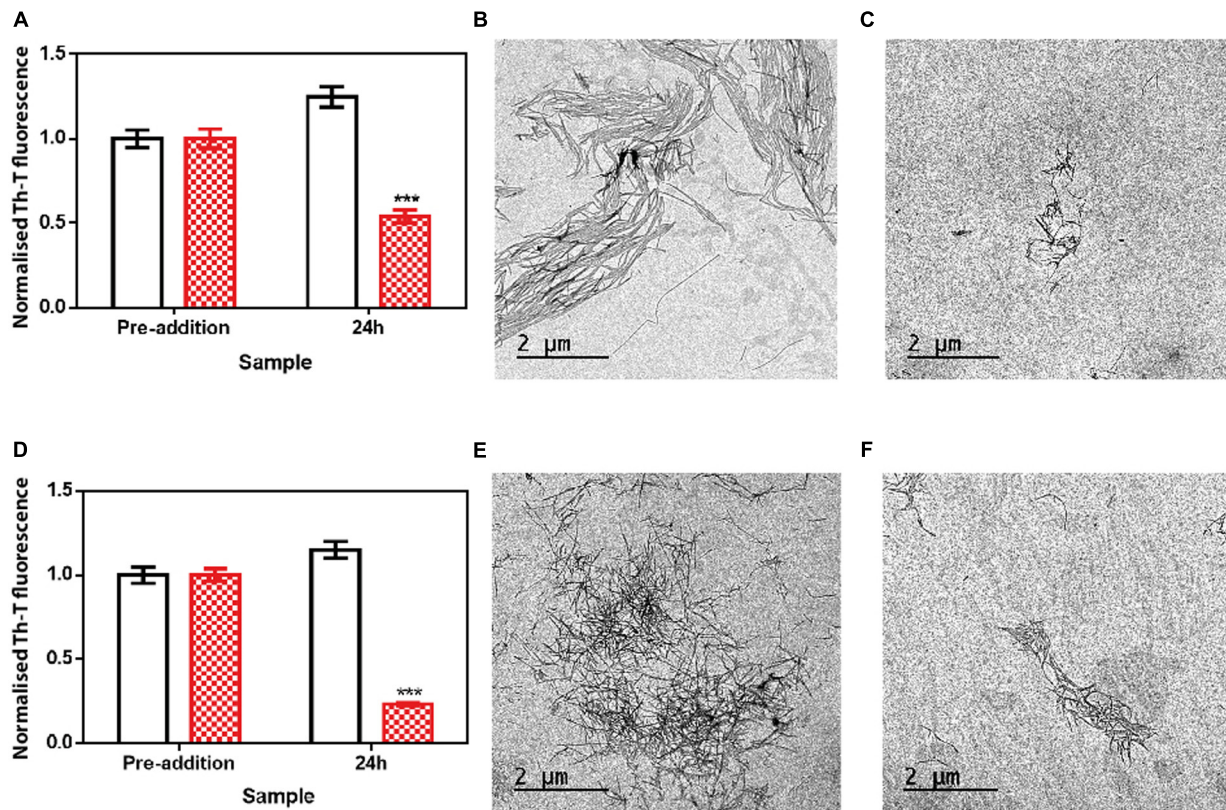 A
Normalised Th-T fluorescence
1.5
1.0
0.5
0.0
***
Pre-addition
24h
Sample
B
2 µm
C
2 µm
D
Normalised Th-T fluorescence
1.5
1.0
0.5
0.0
***
Pre-addition
24h
Sample
E
2 µm
F
2 µm